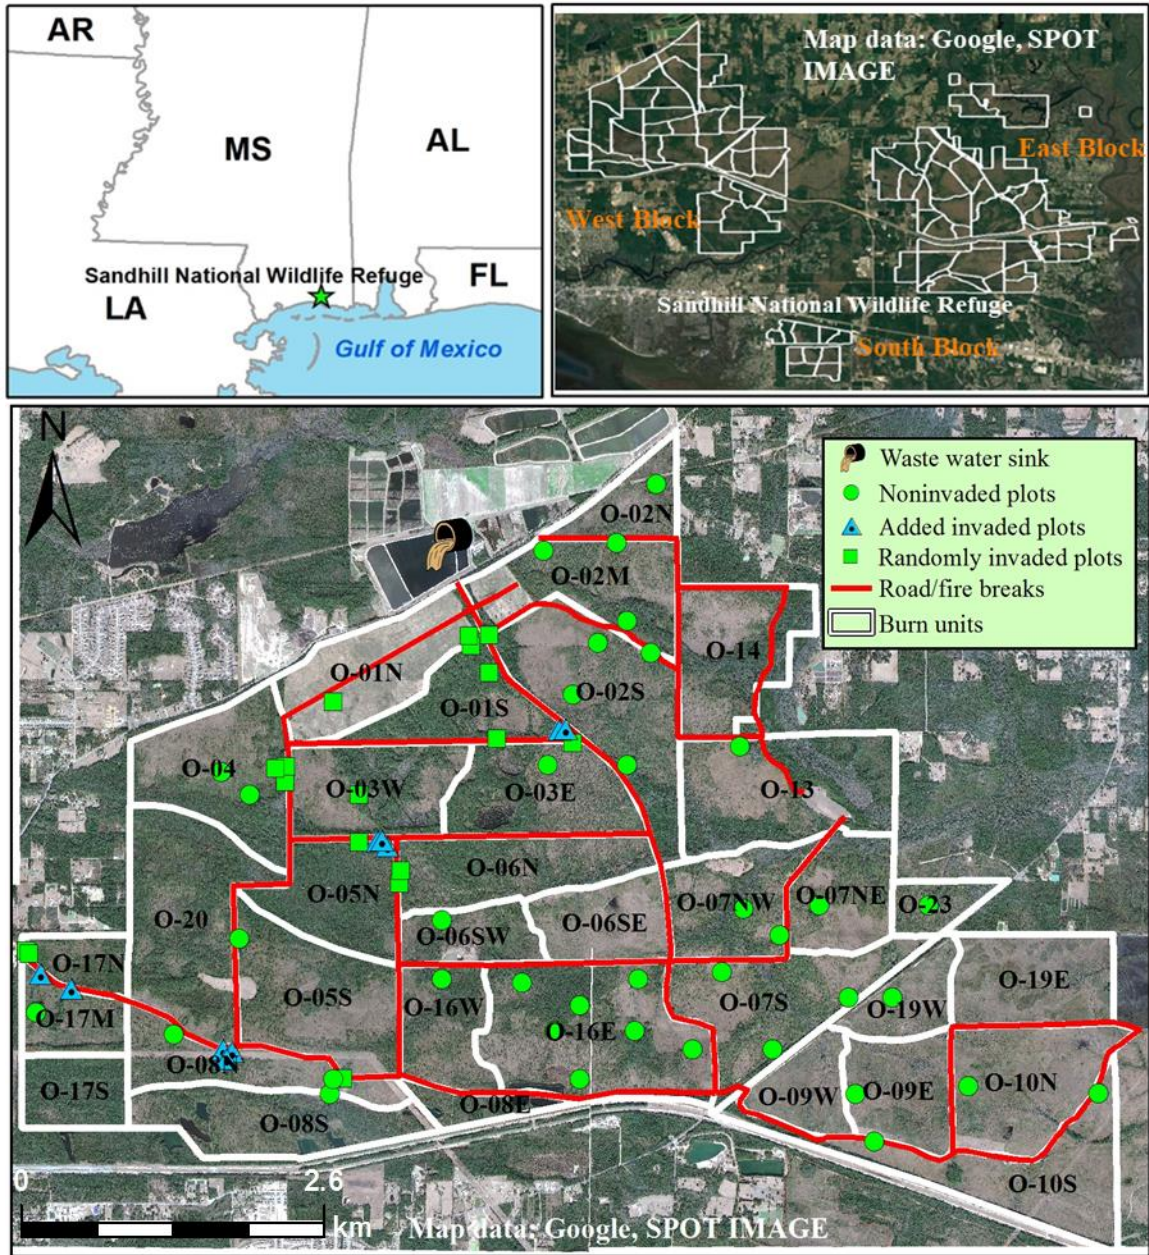 AR
MS
AL
Sandhill National Wildlife Refuge
FL
LA
Gulf of Mexico
Map data: Google, SPOT
IMAGE
East Block
West Block
Sandhill National Wildlife Refuge
South Block
N
Waste water sink
Noninvaded plots
Added invaded plots
Randomly invaded plots
Road/fire breaks
Burn units
O-02N
O-02M
O-14
O-01N
O-02S
O-01S
O-04
O-03W
O-03E
O-13
O-06N
O-05N
O-07NW
O-07NE
O-23
O-20
O-06SW
O-06SE
O-17N
O-05S
O-16W
O-07S
O-19E
O-19W
O-17M
O-16E
O-08N
O-17S
O-08E
O-09W
O-09E
O-10N
O-08S
O-10S
0
2.6
km
Map data: Google, SPOT IMAGE